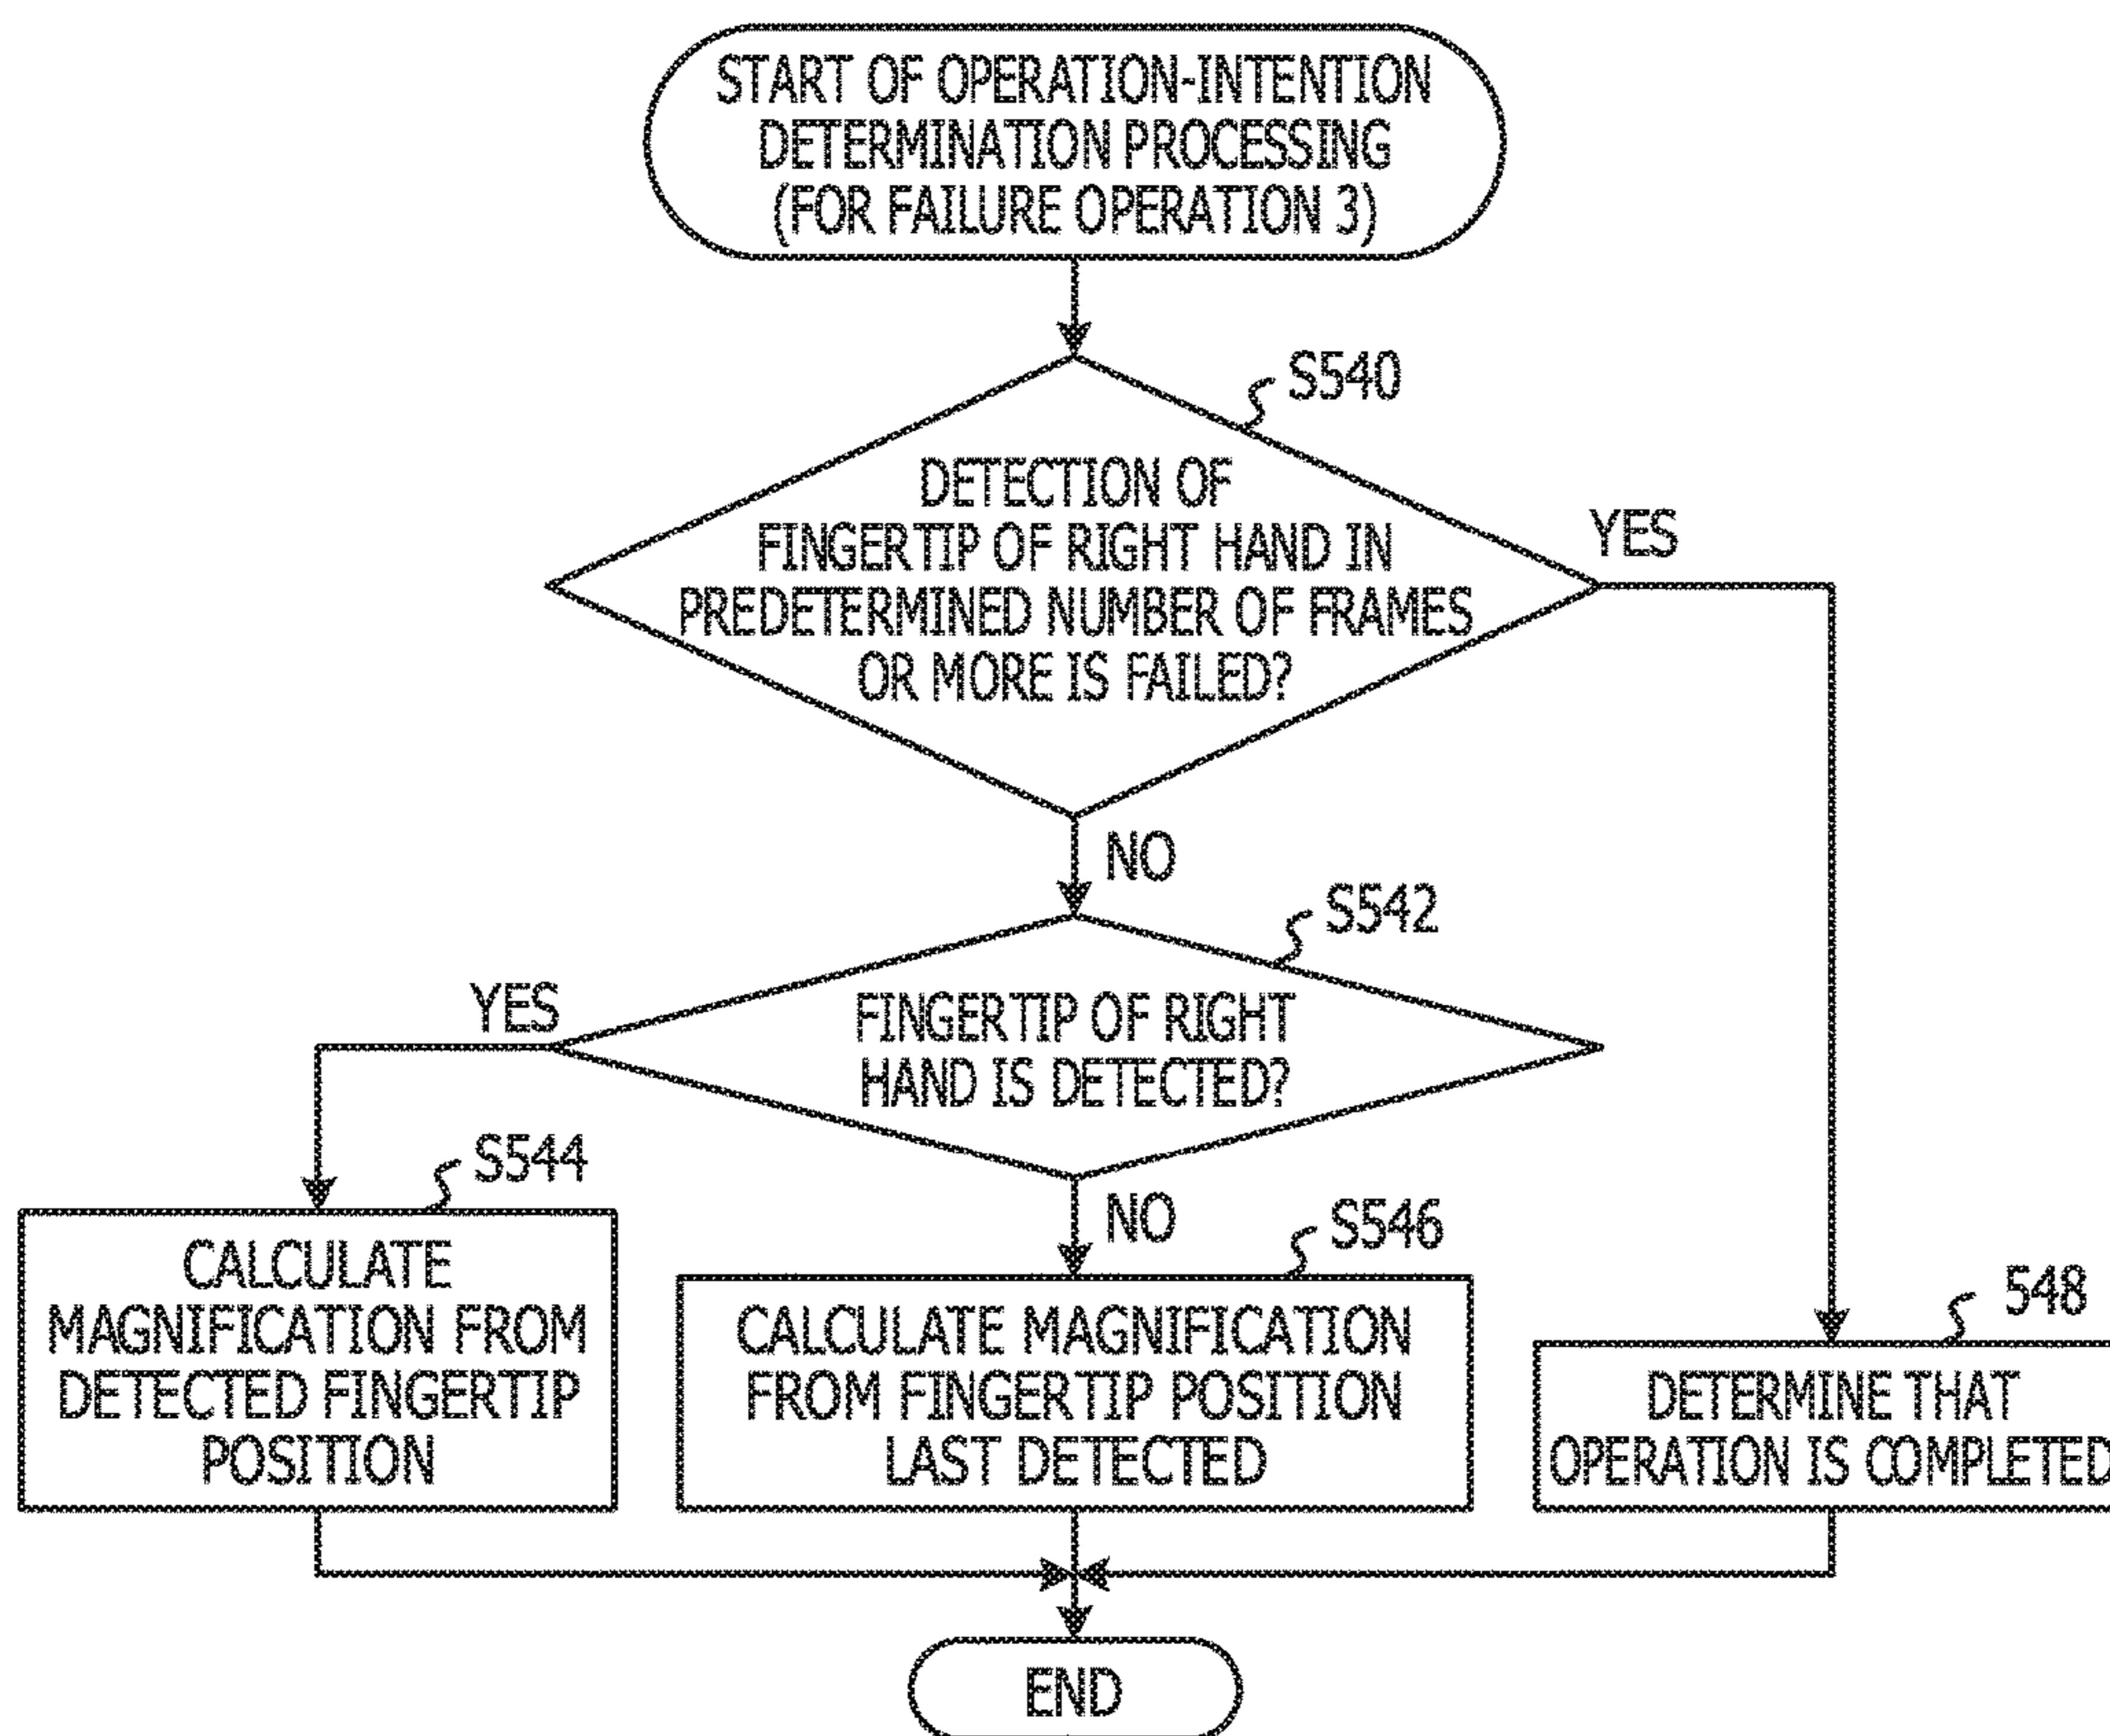 START OF OPERATION-INTENTION
DETERMINATION PROCESSING
(FOR FAILURE OPERATION 3)
S540
DETECTION OF
FINGERTIP OF RIGHT HAND IN
PREDETERMINED NUMBER OF FRAMES
OR MORE IS FAILED?
YES
NO
S542
FINGERTIP OF RIGHT
HAND IS DETECTED?
YES
NO
S544
CALCULATE
MAGNIFICATION FROM
DETECTED FINGERTIP
POSITION
S546
CALCULATE MAGNIFICATION
FROM FINGERTIP POSITION
LAST DETECTED
548
DETERMINE THAT
OPERATION IS COMPLETED
END